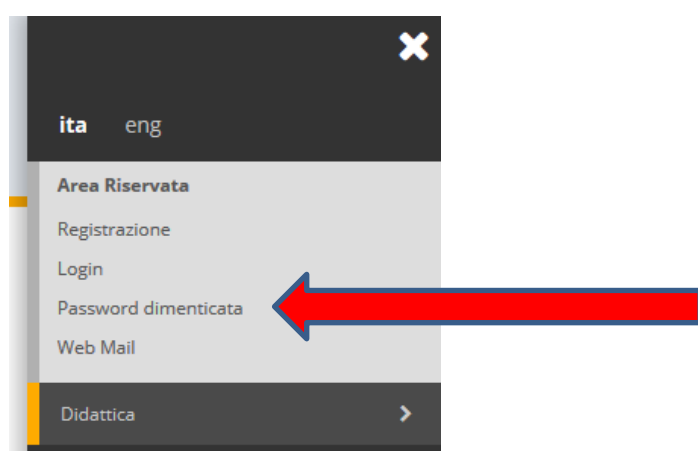 ita eng
Area Riservata
Registrazione
Login
Password dimenticata
Web Mail
Didattica